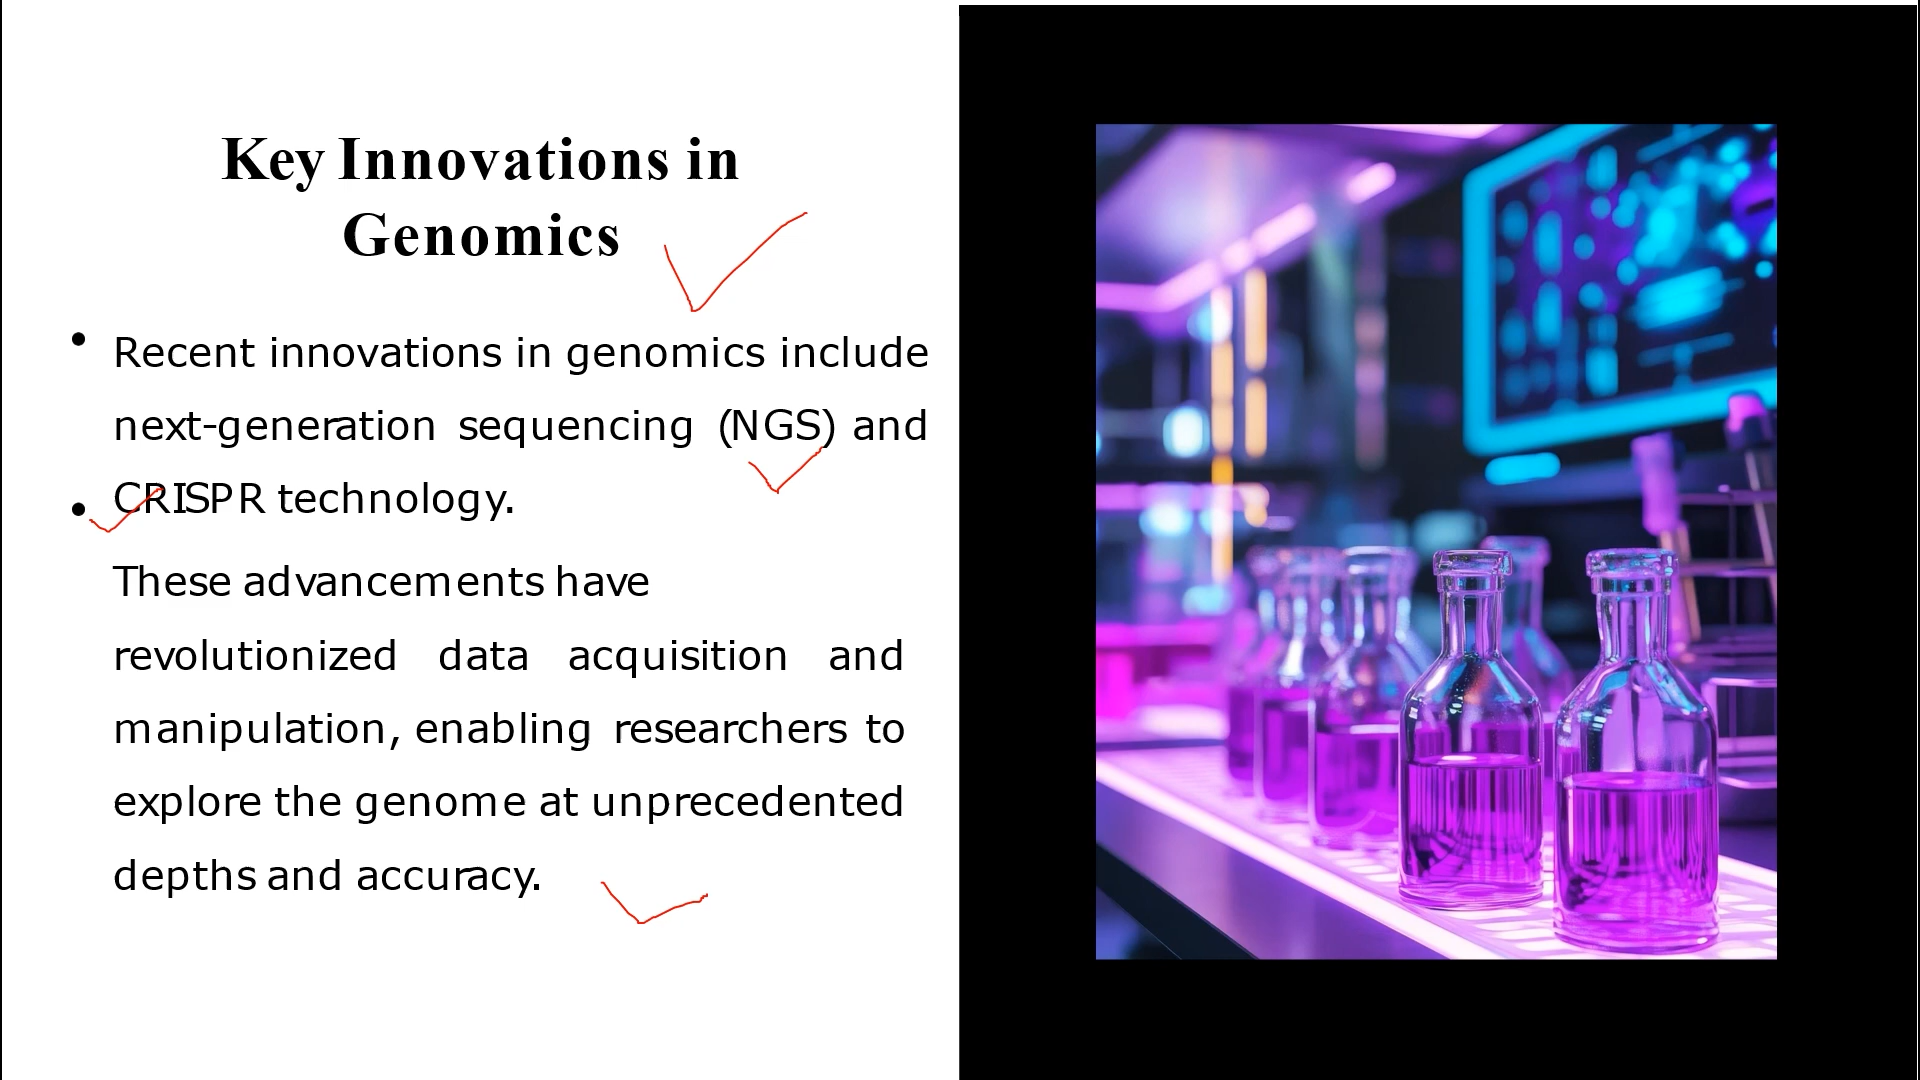 Key Innovations in
Genomics
• Recent innovations in genomics include
next-generation sequencing (NGS) and
CRISPR technology.
• These advancements have
revolutionized data acquisition and
manipulation, enabling researchers to
explore the genome at unprecedented
depths and accuracy.